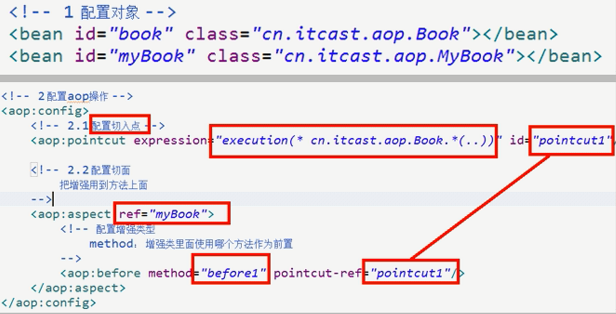 <!-- 1 配置对象 -->
<bean id="book" class="cn.itcast.aop.Book"></bean>
<bean id="myBook" class="cn.itcast.aop.MyBook"></bean>
<!-- 2配置aop操作 -->
<aop:config>
<!-- 2.1配置切入点 -->
<aop:pointcut expression="execution(* cn.itcast.aop.Book.*(..))" id="pointcut1"/
<!-- 2.2配置切面
把增强用到方法上面
-->
<aop:aspect ref="myBook">
<!-- 配置增强类型
method：增强类里面使用哪个方法作为前置
-->
<aop:before method="before1" pointcut-ref="pointcut1"/>
</aop:aspect>
</aop:config>